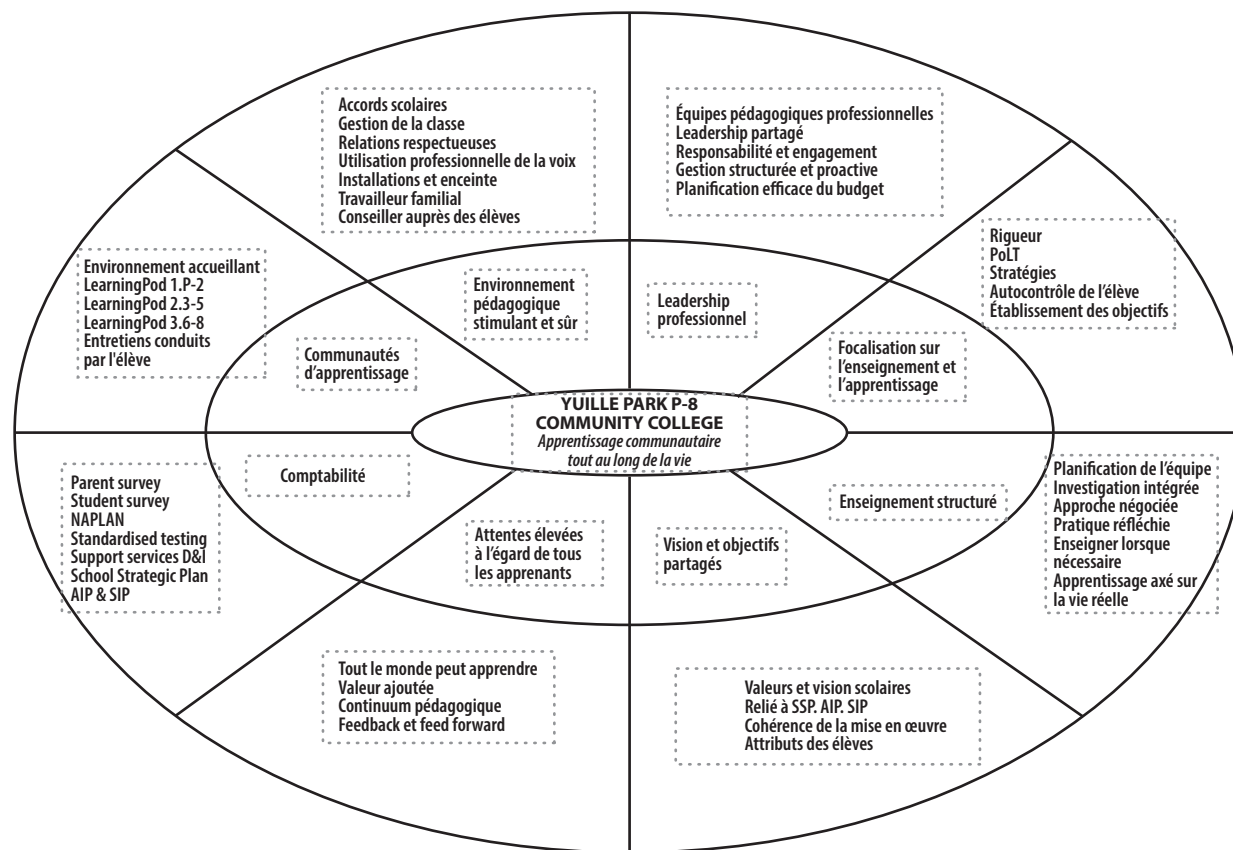 Accords scolaires
Gestion de la classe
Relations respectueuses
Utilisation professionnelle de la voix
Installations et enceinte
Travailleur familial
Conseiller auprès des élèves
Équipes pédagogiques professionnelles
Leadership partagé
Responsabilité et engagement
Gestion structurée et proactive
Planification efficace du budget
Environnement accueillant
LearningPod 1.P-2
LearningPod 2.3-5
LearningPod 3.6-8
Entretiens conduits
par l'élève
Environnement
pédagogique
stimulant et sûr
Leadership
professionnel
Rigueur
PoLT
Stratégies
Autocontrôle de l’élève
Établissement des objectifs
Communautés
d’apprentissage
Focalisation sur
l’enseignement et
l’apprentissage
YUILLE PARK P-8
COMMUNITY COLLEGE
Apprentissage communautaire
tout au long de la vie
Parent survey
Student survey
NAPLAN
Standardised testing
Support services D&I
School Strategic Plan
AIP & SIP
Comptabilité
Attentes élevées
à l’égard de tous
les apprenants
Vision et objectifs
partagés
Enseignement structuré
Planification de l’équipe
Investigation intégrée
Approche négociée
Pratique réfléchie
Enseigner lorsque
nécessaire
Apprentissage axé sur
la vie réelle
Tout le monde peut apprendre
Valeur ajoutée
Continuum pédagogique
Feedback et feed forward
Valeurs et vision scolaires
Relié à SSP. AIP. SIP
Cohérence de la mise en œuvre
Attributs des élèves